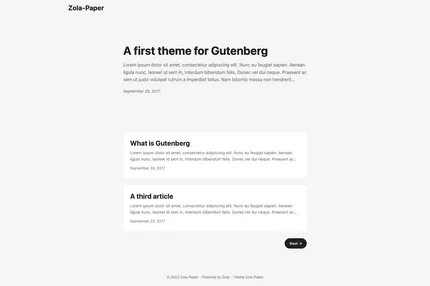 Zola-Paper
A first theme for Gutenberg
Lorem ipsum dolor sit amet, consectetur adipiscing elit. Nunc eu feugiat sapien. Aenean
ligula nunc, laoreet id sem in, interdum bibendum felis. Donec vel dui neque. Praesent ac
sem ut justo volutpat rutrum a imperdiet tellus. Nam lobortis massa non hendrerit...
September 25, 2017
What is Gutenberg
Lorem ipsum dolor sit amet, consectetur adipiscing elit. Nunc eu feugiat sapien. Aenean
ligula nunc, laoreet id sem in, interdum bibendum felis. Donec vel dui neque. Praesent ac...
September 24, 2017
A third article
Lorem ipsum dolor sit amet, consectetur adipiscing elit. Nunc eu feugiat sapien. Aenean
ligula nunc, laoreet id sem in, interdum bibendum felis. Donec vel dui neque. Praesent ac...
September 22, 2017
Next →
© 2023 Zola-Paper · Powered by Zola · Theme Zola-Paper